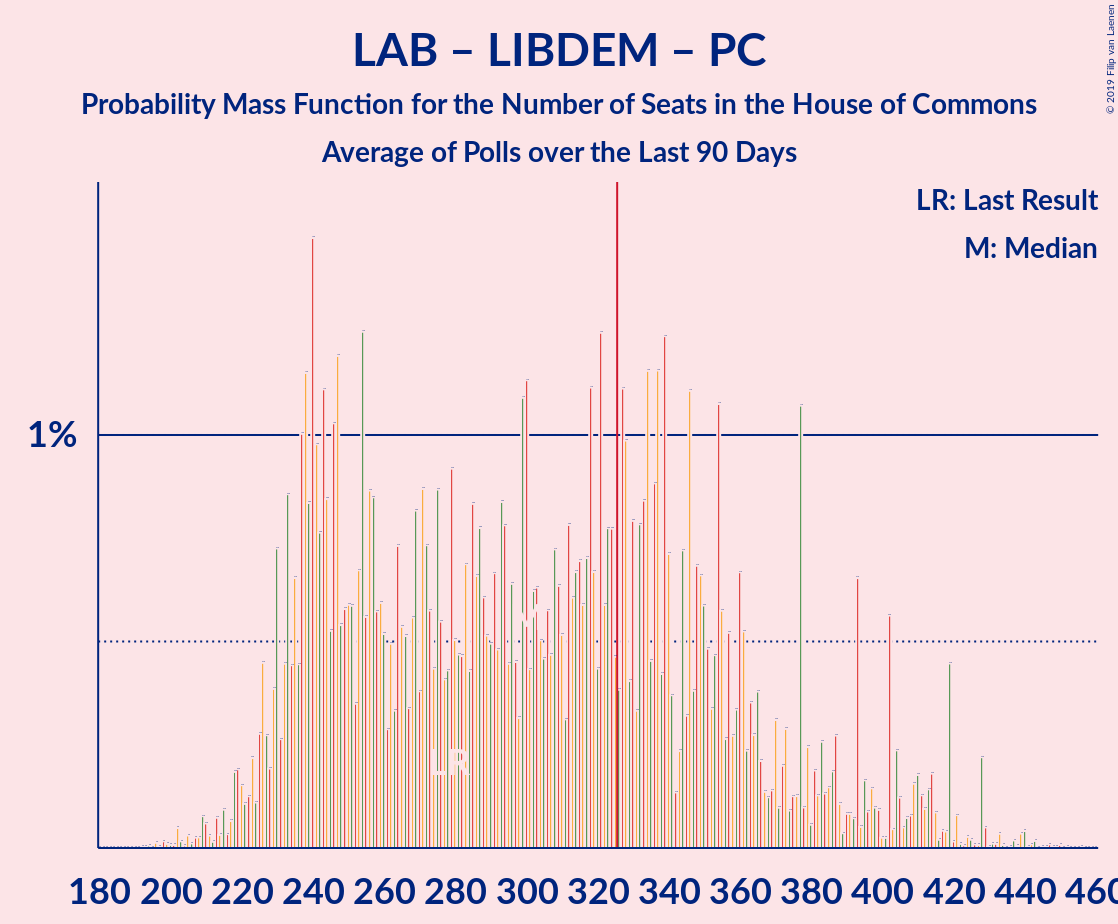 LAB – LIBDEM – PC
Probability Mass Function for the Number of Seats in the House of Commons
Average of Polls over the Last 90 Days
© 2019 Filip van Laenen
LR: Last Result
M: Median
1%
M
LR
180 200 220 240 260 280 300 320 340 360 380 400 420 440 460